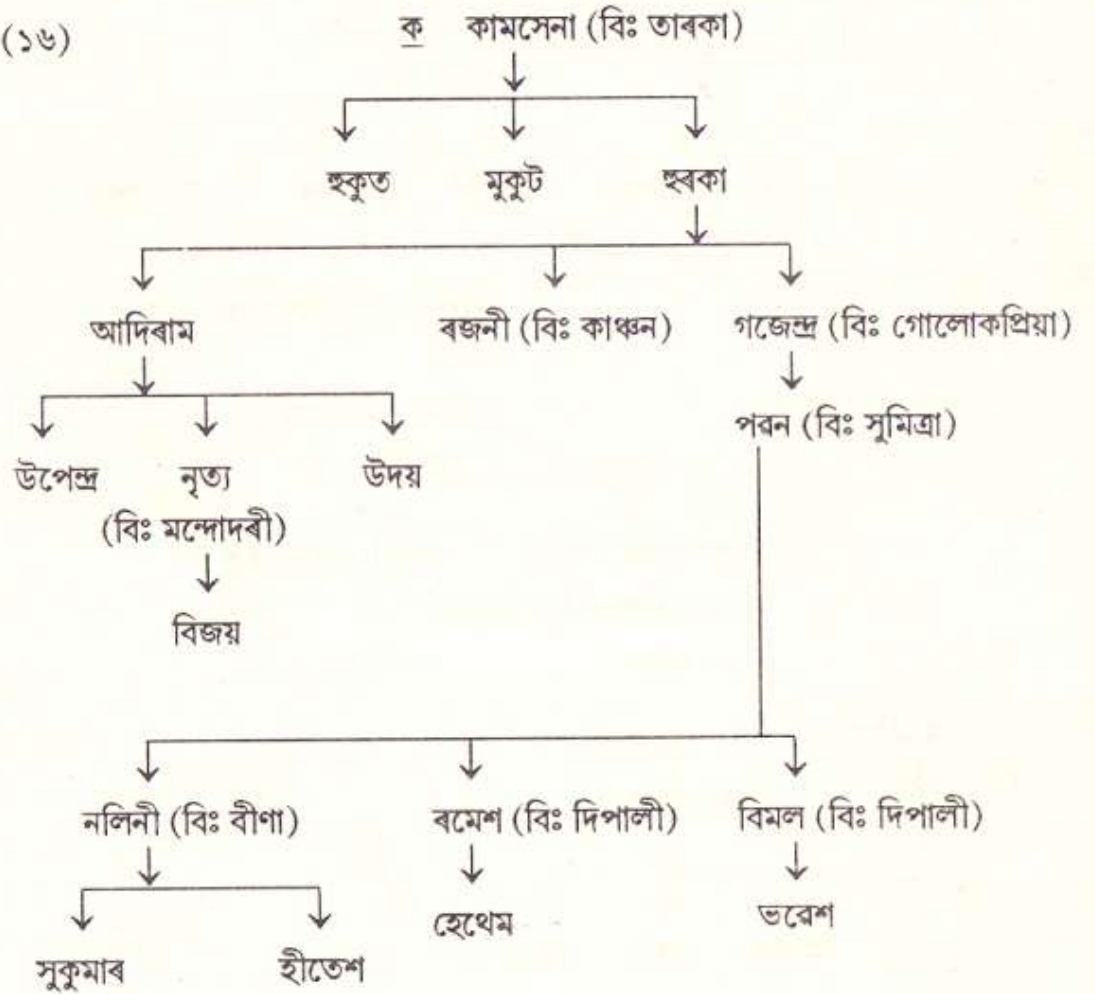 (১৬)
ক কামসেনা (বিঃ তাৰকা)
হুকুত মুকুট হুৰকা
আদিৰাম ৰজনী (বিঃ কাঞ্চন) গজেন্দ্ৰ (বিঃ গোলোকপ্ৰিয়া)
পৱন (বিঃ সুমিত্ৰা)
উপেন্দ্ৰ নৃত্য উদয়
(বিঃ মন্দোদৰী)
বিজয়
নলিনী (বিঃ বীণা) ৰমেশ (বিঃ দিপালী) বিমল (বিঃ দিপালী)
হেথেম ভৱেশ
সুকুমাৰ হীতেশ